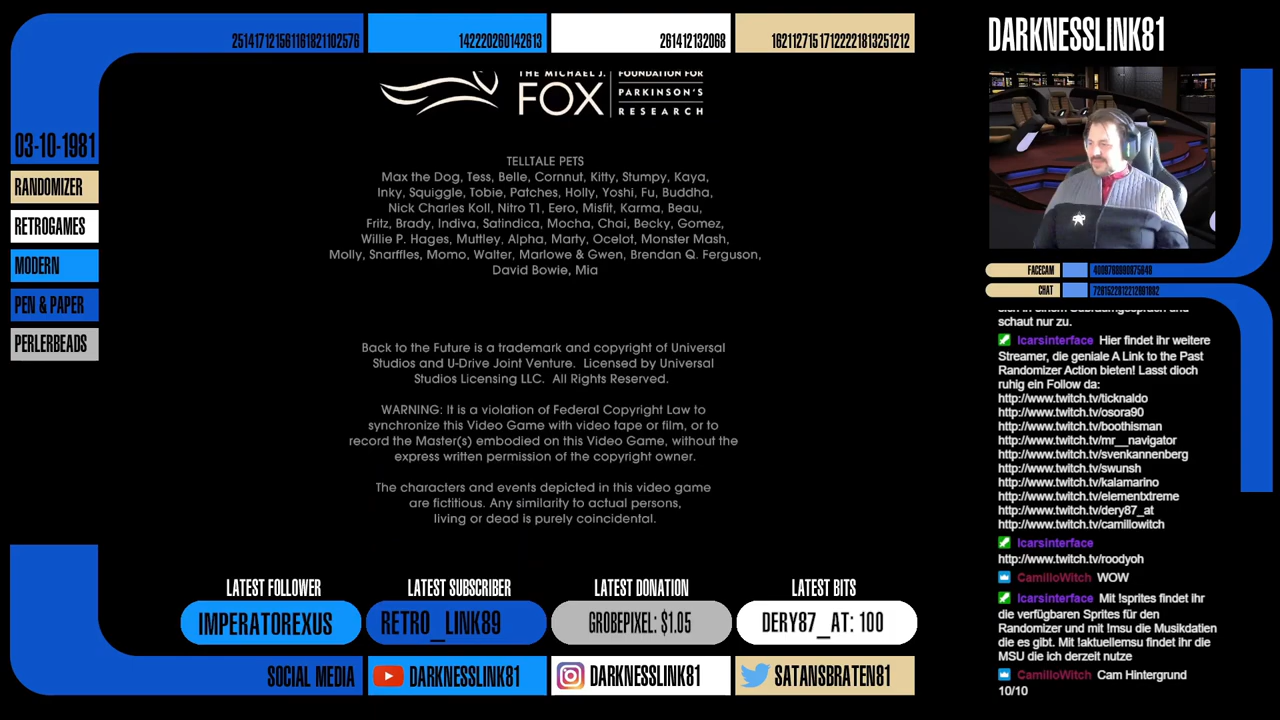 251417121561161821102576
142220260142613
261412132068
16211271517122221813251212
DARKNESSLINK81
THE MICHAEL J.
FOX
FOUNDATION FOR
PARKINSON'S
RESEARCH
03-10-1981
RANDOMIZER
RETROGAMES
MODERN
PEN & PAPER
PERLERBEADS
TELLTALE PETS
Max the Dog, Tess, Belle, Cornnut, Kitty, Stumpy, Kaya,
Inky, Squiggle, Tobie, Patches, Holly, Yoshi, Fu, Buddha,
Nick Charles Koll, Nitro T1, Eero, Misfit, Karma, Beau,
Fritz, Brady, Indiva, Satindica, Mocha, Chai, Becky, Gomez,
Willie P. Hages, Muttley, Alpha, Marty, Ocelot, Monster Mash,
Molly, Snarffles, Momo, Walter, Marlowe & Gwen, Brendan Q. Ferguson,
David Bowie, Mia
Back to the Future is a trademark and copyright of Universal
Studios and U-Drive Joint Venture. Licensed by Universal
Studios Licensing LLC. All Rights Reserved.
WARNING: It is a violation of Federal Copyright Law to
synchronize this Video Game with video tape or film, or to
record the Master(s) embodied on this Video Game, without the
express written permission of the copyright owner.
The characters and events depicted in this video game
are fictitious. Any similarity to actual persons,
living or dead is purely coincidental.
FACECAM
CHAT
schaut nur zu.
lcarsinterface Hier findet ihr weitere
Streamer, die geniale A Link to the Past
Randomizer Action bieten! Lasst dioch
ruhig ein Follow da:
http://www.twitch.tv/ticknaldo
http://www.twitch.tv/osora90
http://www.twitch.tv/boothisman
http://www.twitch.tv/mr__navigator
http://www.twitch.tv/svenkannenberg
http://www.twitch.tv/swunsh
http://www.twitch.tv/kalamarino
http://www.twitch.tv/elementxtreme
http://www.twitch.tv/dery87_at
http://www.twitch.tv/camillowitch
lcarsinterface
http://www.twitch.tv/roodyoh
CamilloWitch WOW
lcarsinterface Mit !sprites findet ihr
die verfügbaren Sprites für den
Randomizer und mit !msu die Musikdatien
die es gibt. Mit !aktuellemsu findet ihr die
MSU die ich derzeit nutze
CamilloWitch Cam Hintergrund
10/10
LATEST FOLLOWER
IMPERATOREXUS
LATEST SUBSCRIBER
RETRO_LINK89
LATEST DONATION
GROBEPIXEL: $1.05
LATEST BITS
DERY87_AT: 100
SOCIAL MEDIA
DARKNESSLINK81
DARKNESSLINK81
SATANSBRATEN81